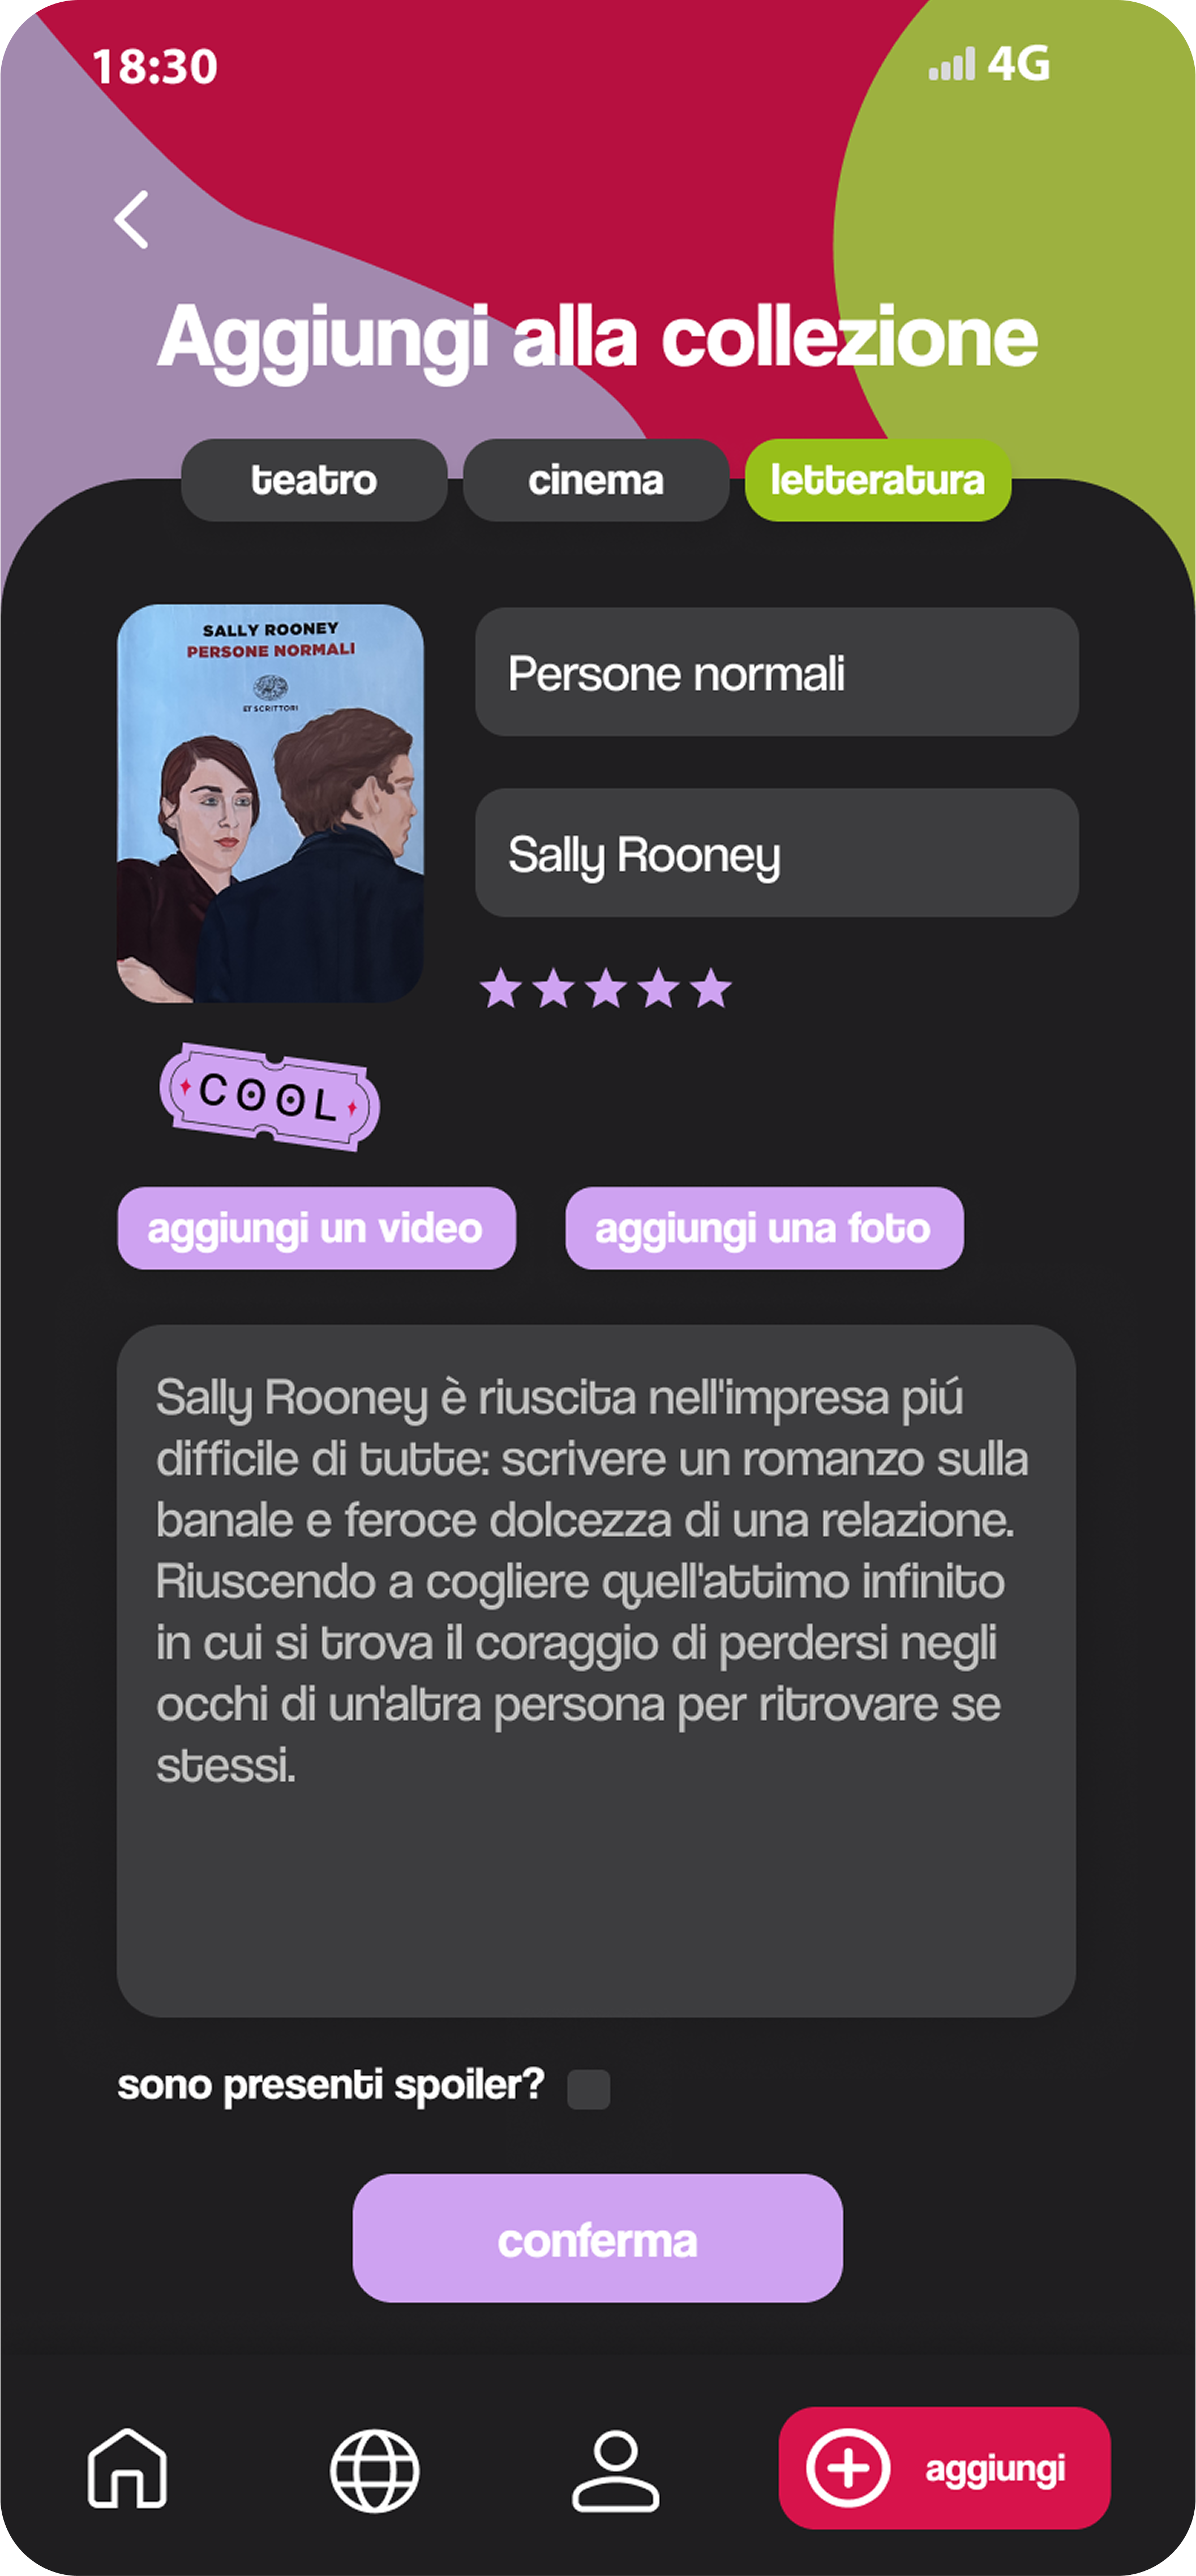 18:30
4G
Aggiungi alla collezione
teatro
cinema
letteratura
SALLY ROONEY
PERSONE NORMALI
ET SCRITTORI
Persone normali
Sally Rooney
COOL
aggiungi un video
aggiungi una foto
Sally Rooney è riuscita nell'impresa piú
difficile di tutte: scrivere un romanzo sulla
banale e feroce dolcezza di una relazione.
Riuscendo a cogliere quell'attimo infinito
in cui si trova il coraggio di perdersi negli
occhi di un'altra persona per ritrovare se
stessi.
sono presenti spoiler?
conferma
aggiungi